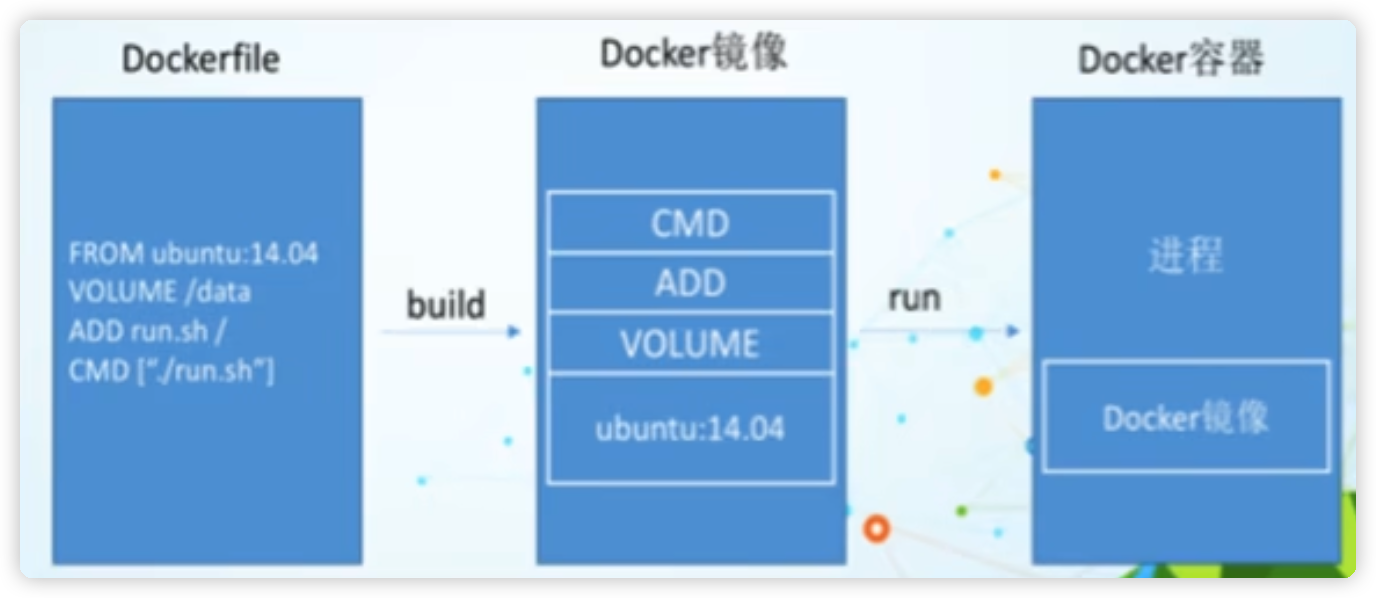 Dockerfile
FROM ubuntu:14.04
VOLUME /data
ADD run.sh /
CMD [“./run.sh”]
build
Docker镜像
CMD
ADD
VOLUME
ubuntu:14.04
run
Docker容器
进程
Docker镜像